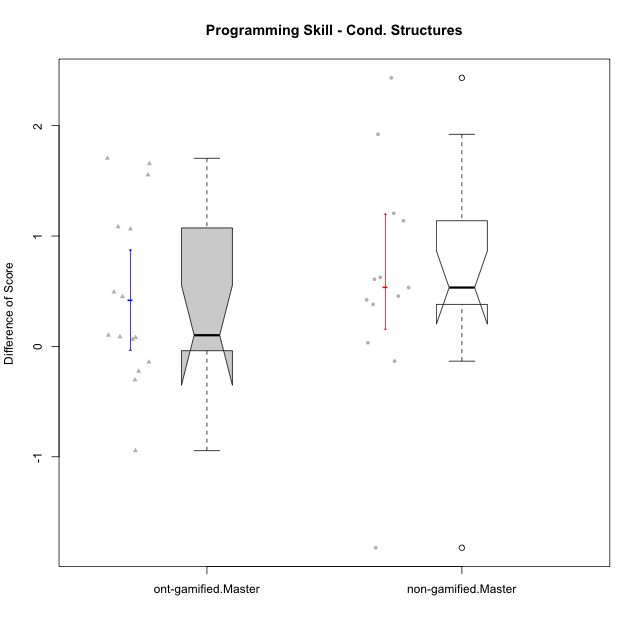 Programming Skill - Cond. Structures
Difference of Score
2
1
0
-1
ont-gamified.Master
non-gamified.Master